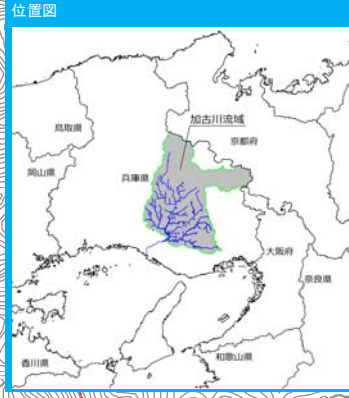 位置図
鳥取県
加古川流域
京都府
岡山県
兵庫県
大阪府
奈良県
香川県
和歌山県